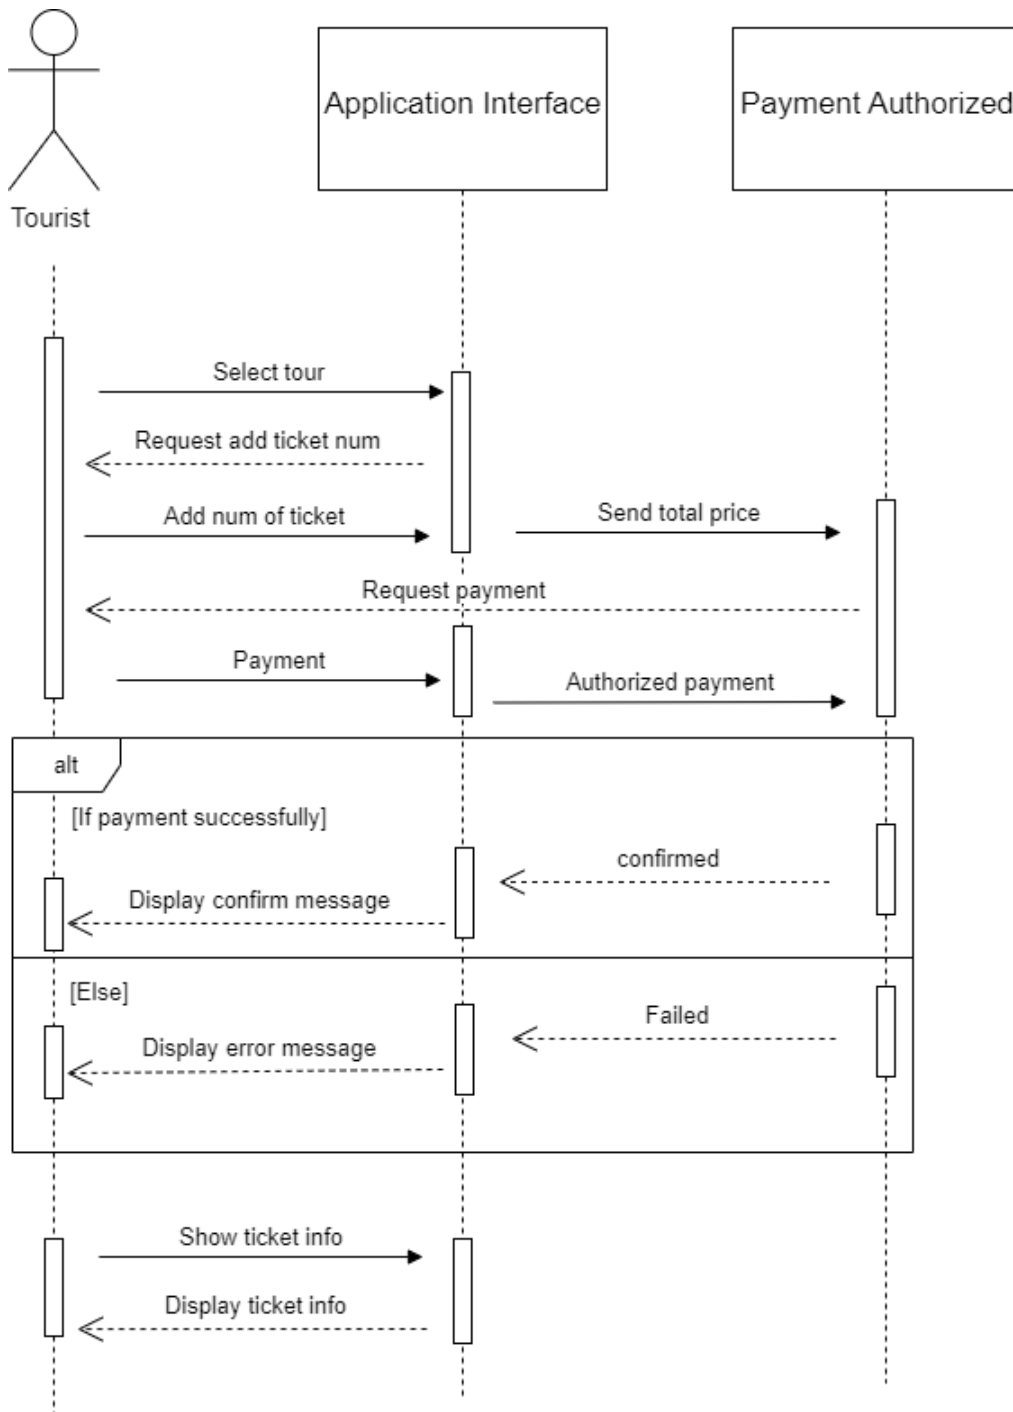 Application Interface
Payment Authorized
Tourist
Select tour
Request add ticket num
Add num of ticket
Send total price
Request payment
Payment
Authorized payment
alt
[If payment successfully]
confirmed
Display confirm message
[Else]
Failed
Display error message
Show ticket info
Display ticket info